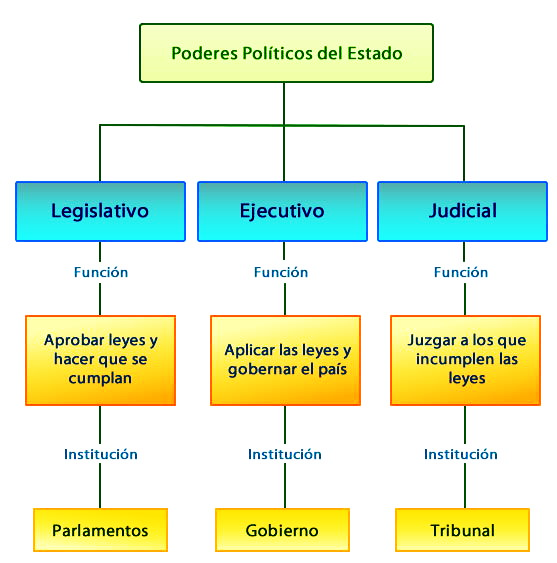 Poderes Políticos del Estado
Legislativo
Ejecutivo
Judicial
Función
Función
Función
Aprobar leyes y
hacer que se
cumplan
Aplicar las leyes y
gobernar el país
Juzgar a los que
incumplen las
leyes
Institución
Institución
Institución
Parlamentos
Gobierno
Tribunal